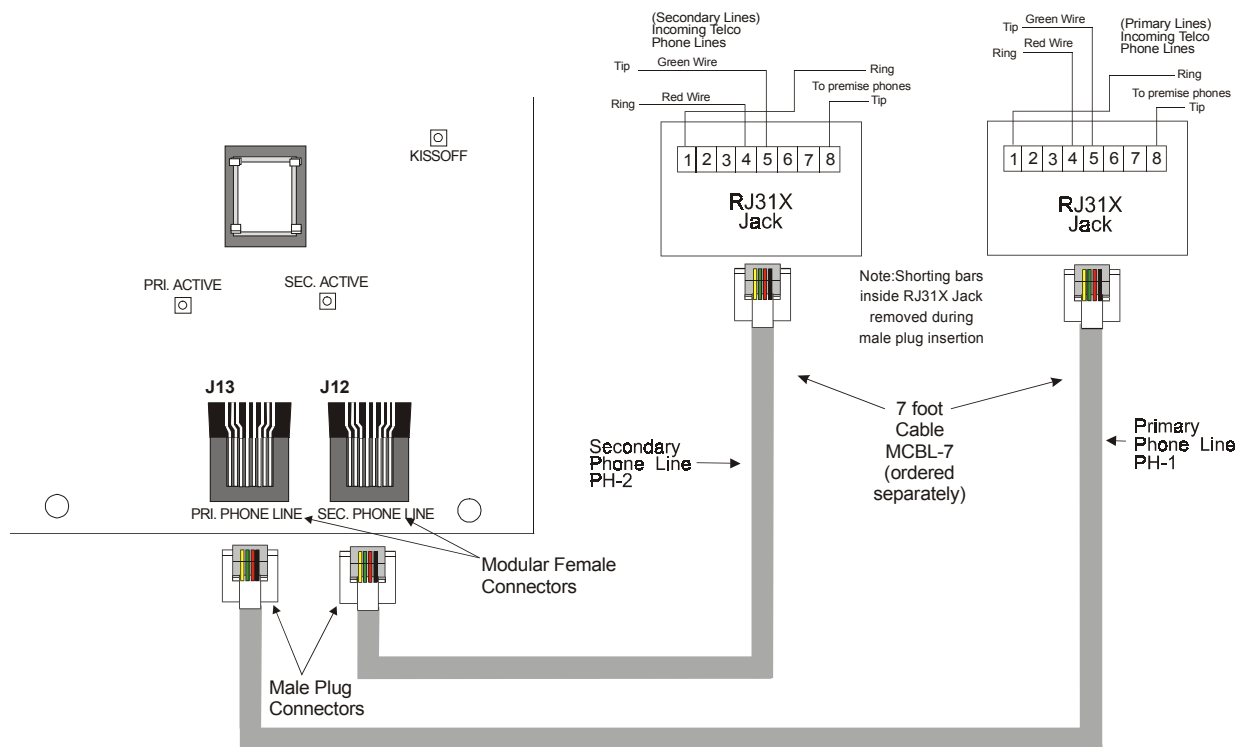 (Secondary Lines)
Incoming Telco
Phone Lines
Tip
Green Wire
Ring
To premise phones
Ring
Red Wire
Tip
1 2 3 4 5 6 7 8
RJ31X
Jack
Green Wire
Tip
(Primary Lines)
Incoming Telco
Phone Lines
Red Wire
Ring
Ring
To premise phones
Tip
1 2 3 4 5 6 7 8
RJ31X
Jack
KISSOFF
PRI. ACTIVE
SEC. ACTIVE
Note:Shorting bars
inside RJ31X Jack
removed during
male plug insertion
J13
J12
7 foot
Cable
MCBL-7
(ordered
separately)
Secondary
Phone Line
PH-2
Primary
Phone Line
PH-1
PRI. PHONE LINE
SEC. PHONE LINE
Modular Female
Connectors
Male Plug
Connectors